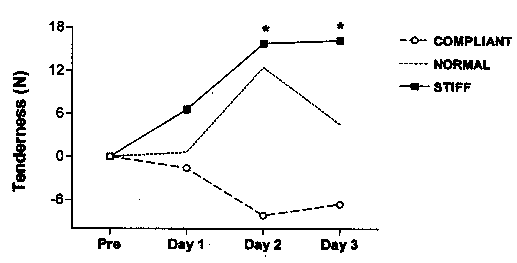 18
12
6
0
-6
Tenderness (N)
* *
Pre Day 1 Day 2 Day 3
COMPLIANT
NORMAL
STIFF